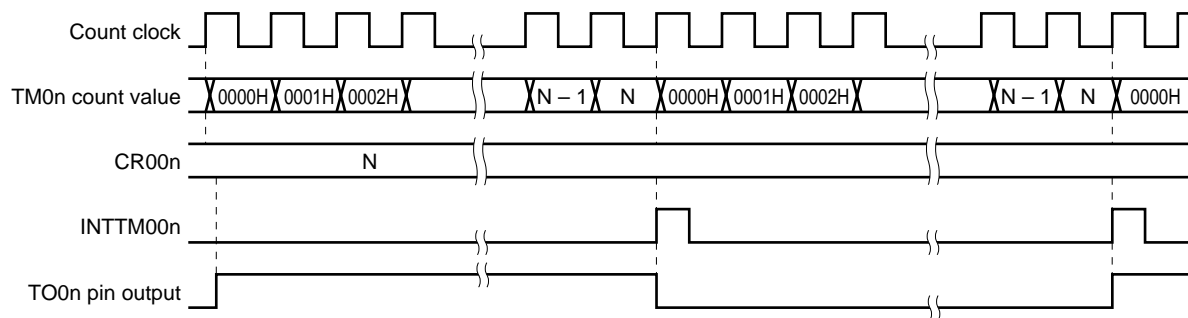 Count clock
TM0n count value 0000H 0001H 0002H N – 1 N 0000H 0001H 0002H N – 1 N 0000H
CR00n N
INTTM00n
TO0n pin output